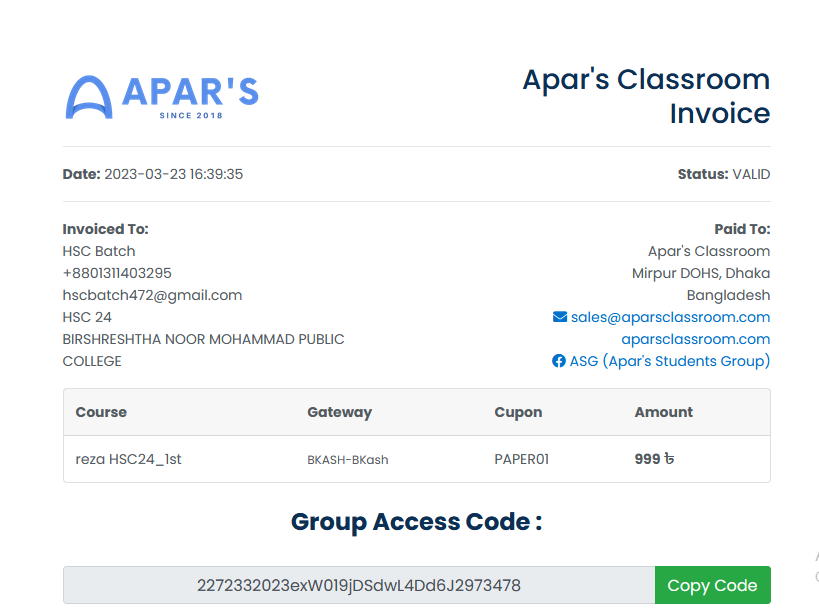 APAR'S
SINCE 2018
Apar's Classroom
Invoice
Date: 2023-03-23 16:39:35
Status: VALID
Invoiced To:
HSC Batch
+8801311403295
hscbatch472@gmail.com
HSC 24
BIRSHRESHTHA NOOR MOHAMMAD PUBLIC
COLLEGE
Paid To:
Apar's Classroom
Mirpur DOHS, Dhaka
Bangladesh
sales@aparsclassroom.com
aparsclassroom.com
ASG (Apar's Students Group)
Course Gateway Cupon Amount
reza HSC24_1st BKASH-BKash PAPER01 999 ৳
Group Access Code :
2272332023exW019jDSdwL4Dd6J2973478 Copy Code